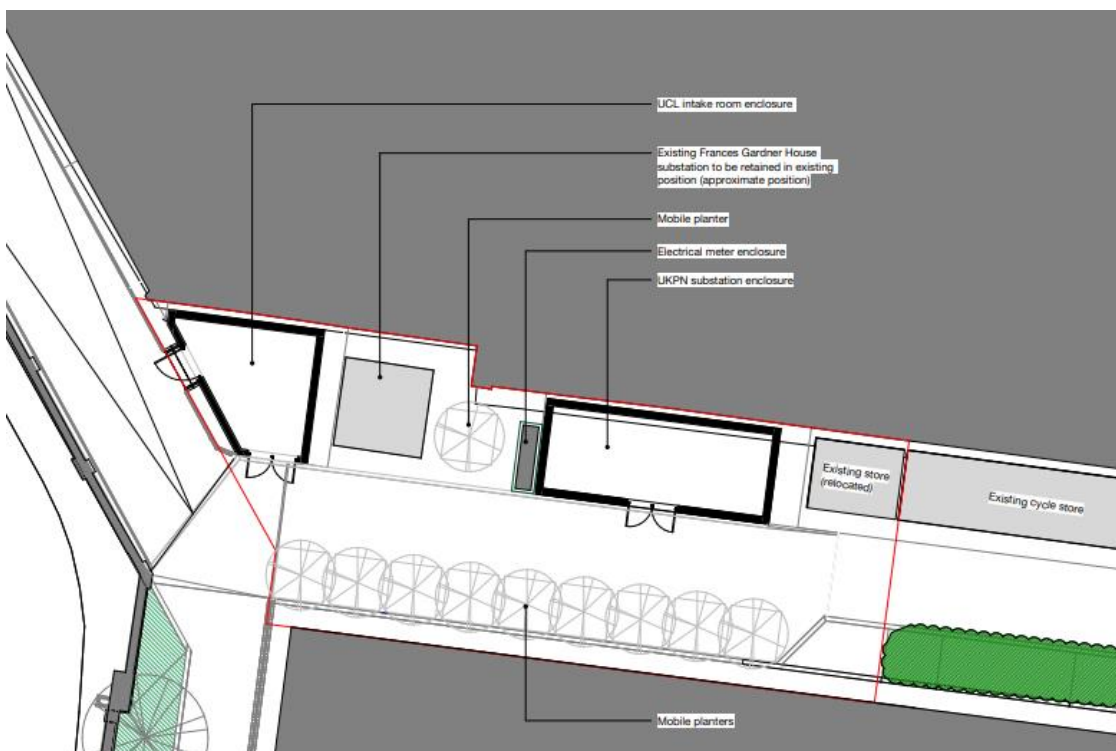 UCL intake room enclosure
Existing Frances Gardner House
substation to be retained in existing
position (approximate position)
Mobile planter
Electrical meter enclosure
UKPN substation enclosure
Existing store
(relocated)
Existing cycle store
Mobile planters